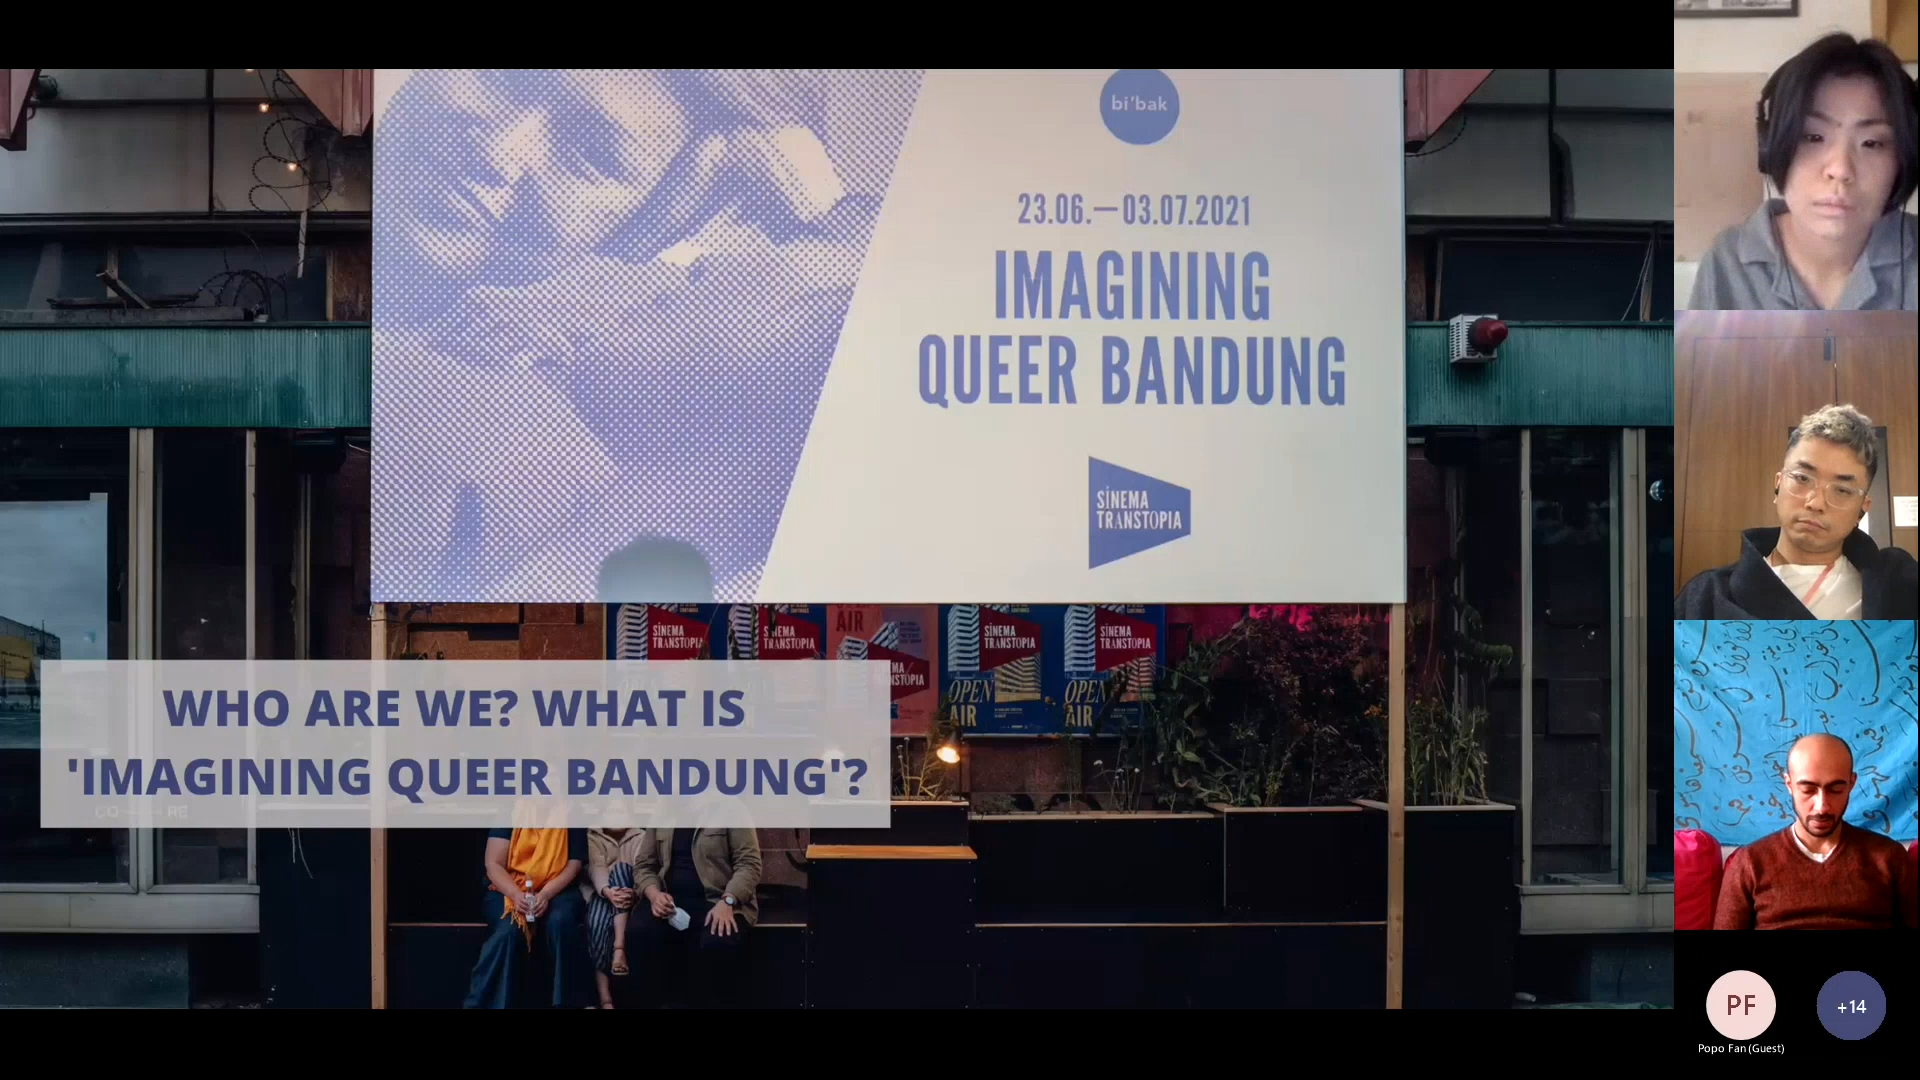 bi'bak
23.06.—03.07.2021
IMAGINING
QUEER BANDUNG
SİNEMA
TRANSTOPIA
SİNEMA
TRANSTOPIA
SİNEMA
TRANSTOPIA
AIR
SİNEMA
TRANSTOPIA
SİNEMA
TRANSTOPIA
OPEN
AIR
OPEN
AIR
WHO ARE WE? WHAT IS
'IMAGINING QUEER BANDUNG'?
CO — RE
PF
+14
Popo Fan (Guest)